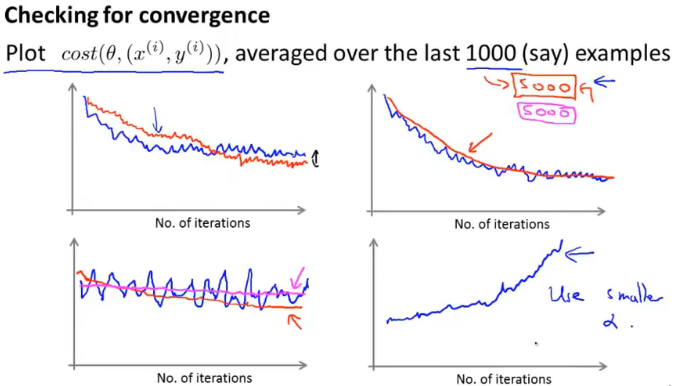 Checking for convergence
Plot cost(θ, (x⁽ⁱ⁾, y⁽ⁱ⁾)), averaged over the last 1000 (say) examples
5000
5000
No. of iterations
No. of iterations
Use smaller
α.
No. of iterations
No. of iterations